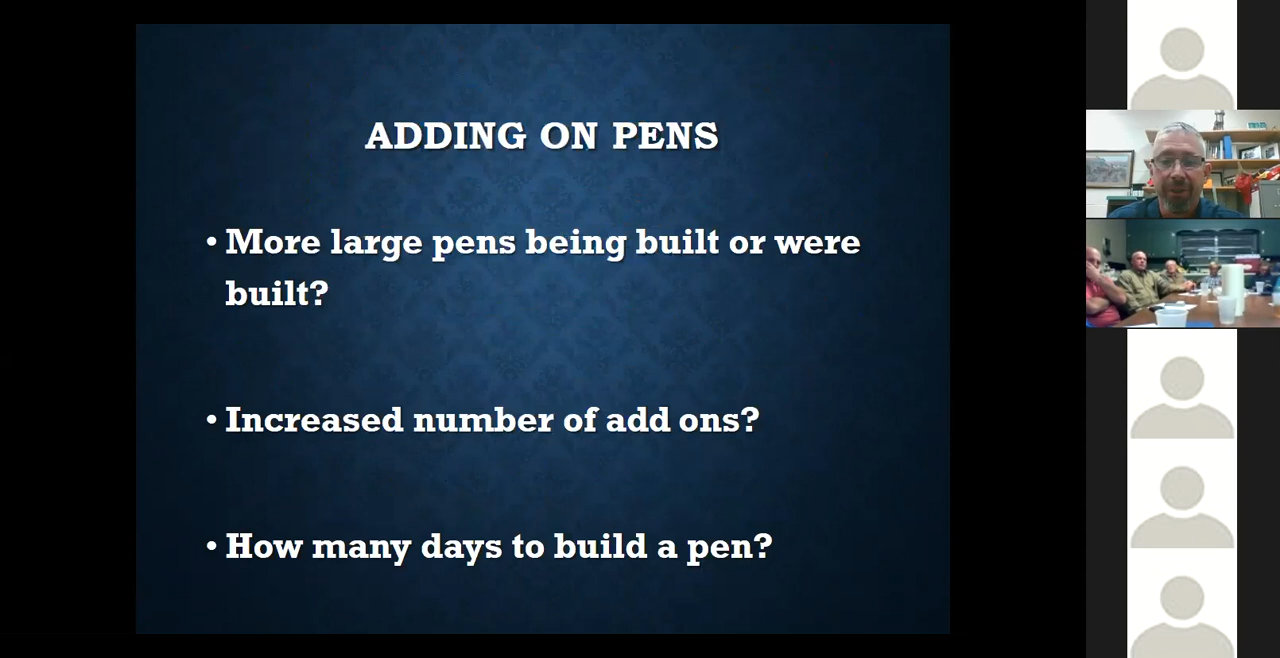 ADDING ON PENS
• More large pens being built or were
built?
• Increased number of add ons?
• How many days to build a pen?